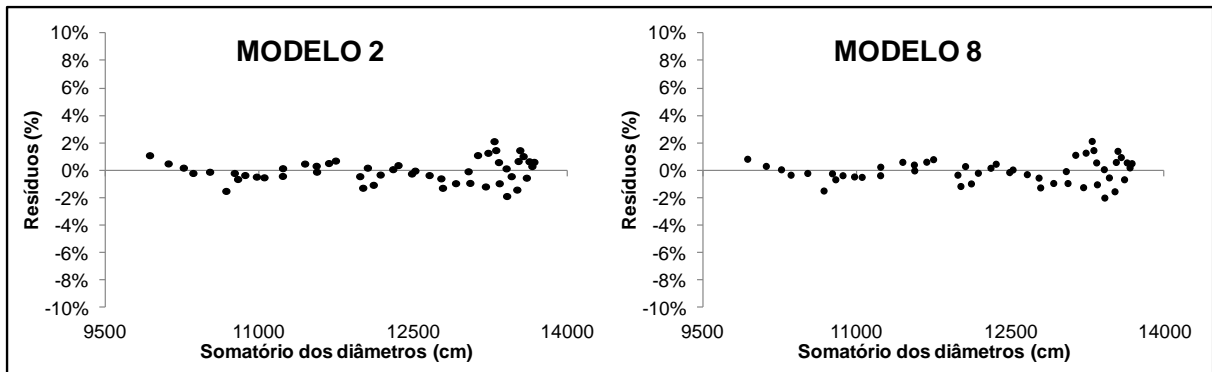 MODELO 2
Resíduos (%)
10%
8%
6%
4%
2%
0%
-2%
-4%
-6%
-8%
-10%
9500 11000 12500 14000
Somatório dos diâmetros (cm)
MODELO 8
Resíduos (%)
10%
8%
6%
4%
2%
0%
-2%
-4%
-6%
-8%
-10%
9500 11000 12500 14000
Somatório dos diâmetros (cm)